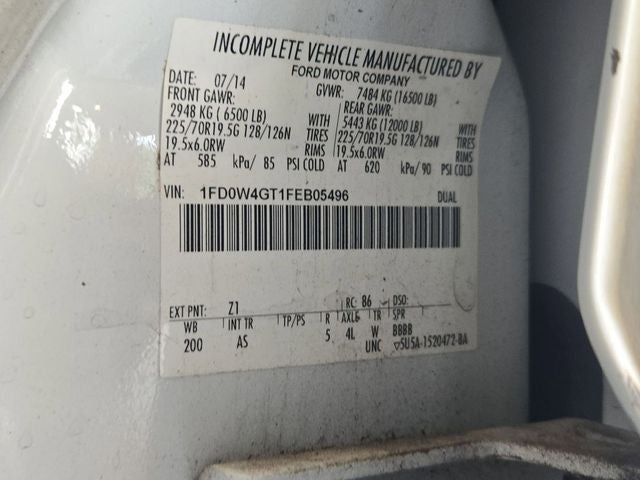 INCOMPLETE VEHICLE MANUFACTURED BY
FORD MOTOR COMPANY
DATE: 07/14 GVWR: 7484 KG (16500 LB)
FRONT GAWR: REAR GAWR:
2948 KG ( 6500 LB) WITH 5443 KG (12000 LB) WITH
225/70R19.5G 128/126N TIRES 225/70R19.5G 128/126N TIRES
19.5x6.0RW RIMS 19.5x6.0RW RIMS
AT 585 kPa/ 85 PSI COLD AT 620 kPa/ 90 PSI COLD
VIN: 1FD0W4GT1FEB05496 DUAL
EXT PNT: Z1 RC: 86 DSO:
WB INT TR TP/PS R AXLE TR SPR
200 AS 5 4L W BBBB
UNC ▽5U5A-1520472-BA